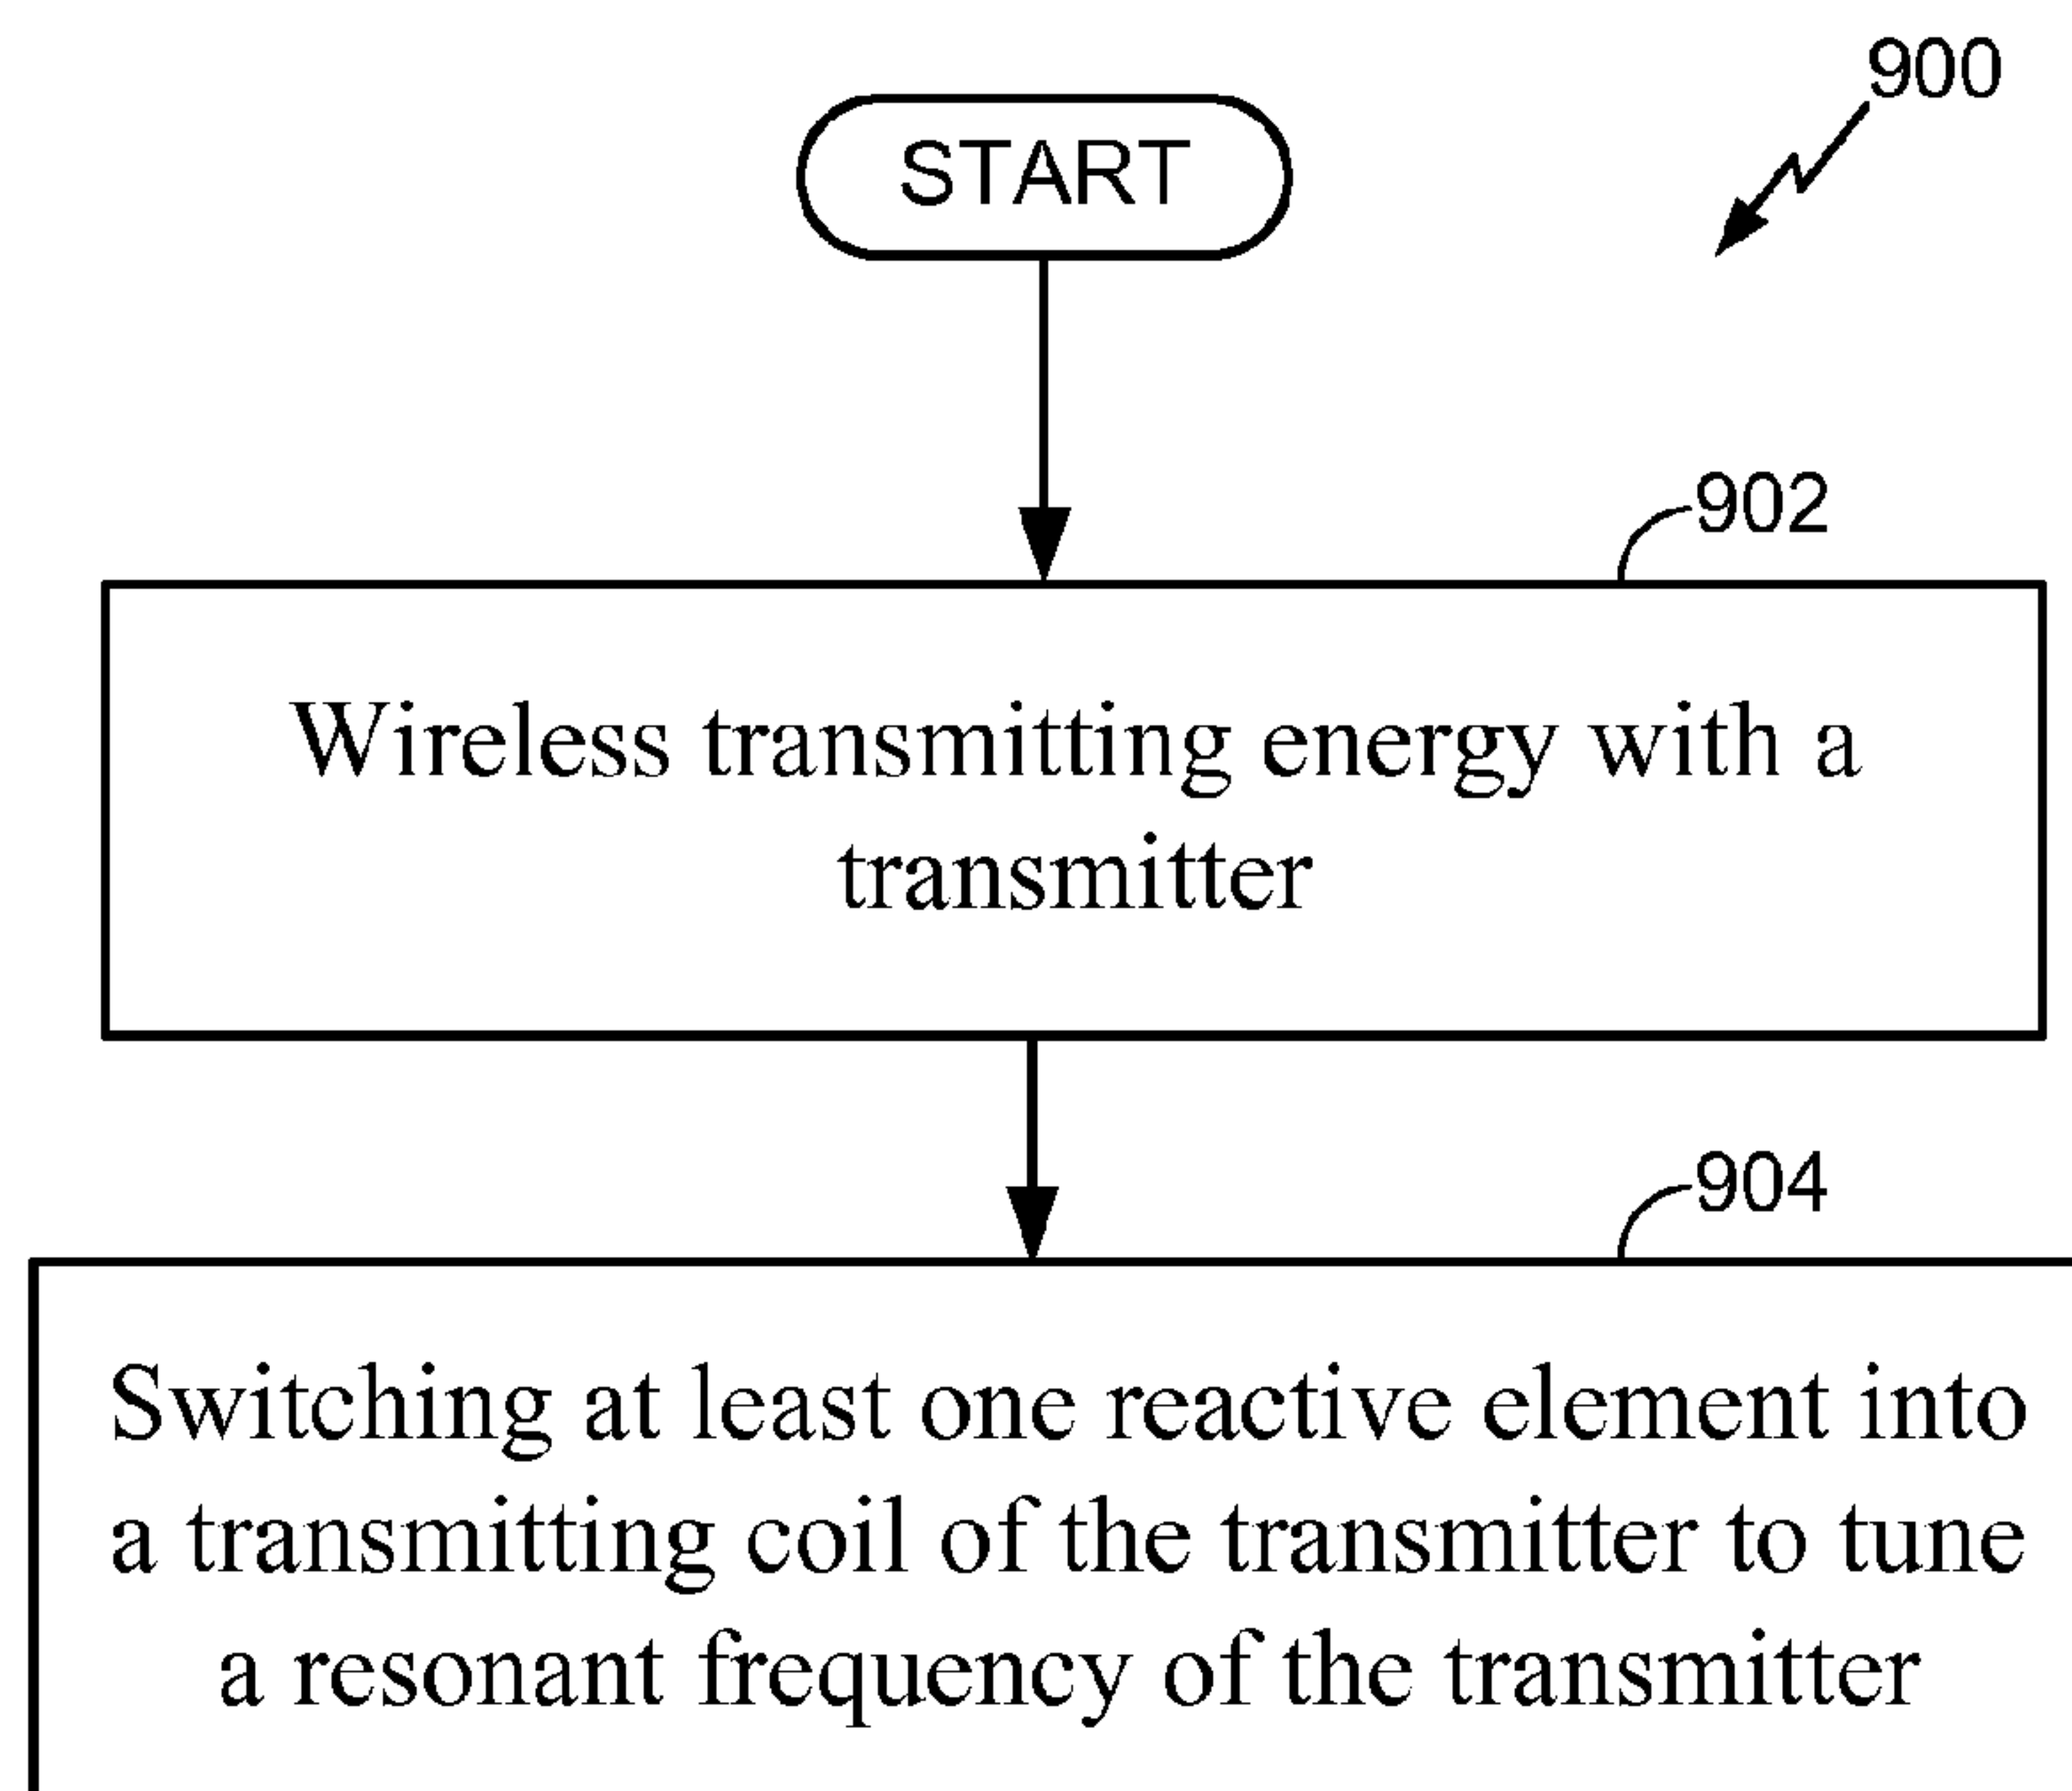 900
START
902
Wireless transmitting energy with a
transmitter
904
Switching at least one reactive element into
a transmitting coil of the transmitter to tune
a resonant frequency of the transmitter